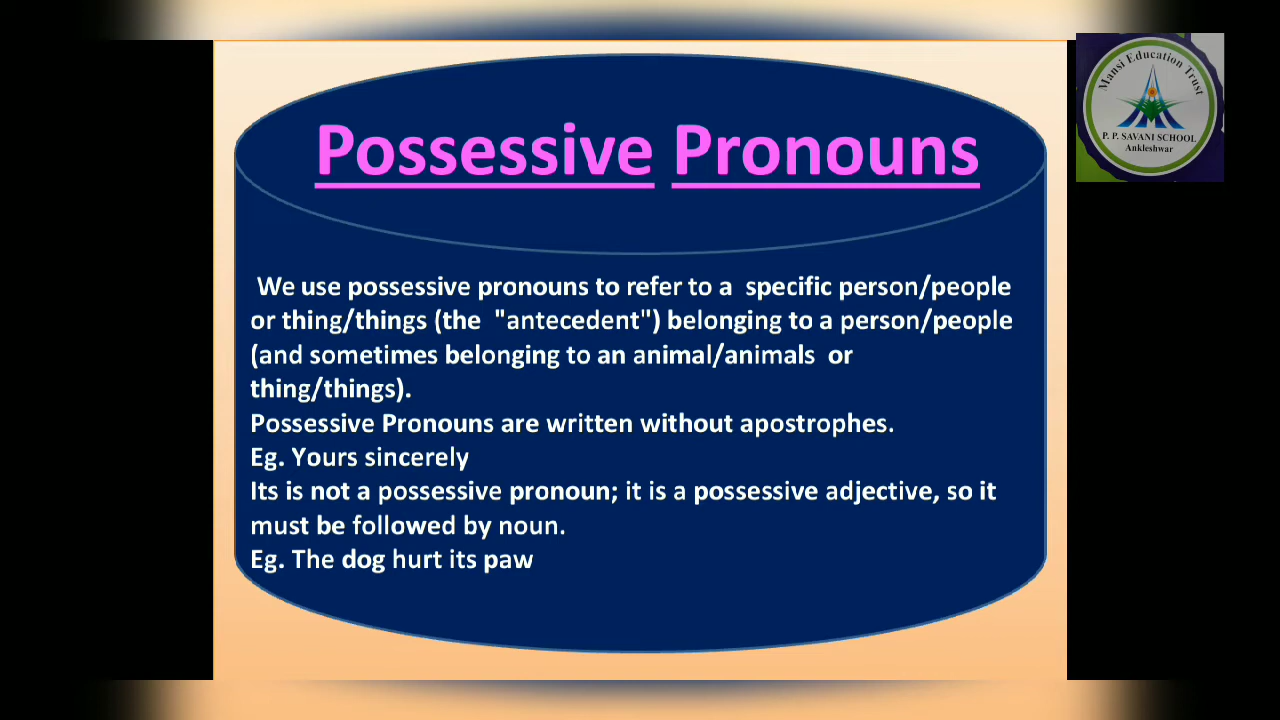 Possessive Pronouns
We use possessive pronouns to refer to a specific person/people
or thing/things (the "antecedent") belonging to a person/people
(and sometimes belonging to an animal/animals or
thing/things).
Possessive Pronouns are written without apostrophes.
Eg. Yours sincerely
Its is not a possessive pronoun; it is a possessive adjective, so it
must be followed by noun.
Eg. The dog hurt its paw
Mansi Education Trust
P. P. SAVANI SCHOOL
Ankleshwar